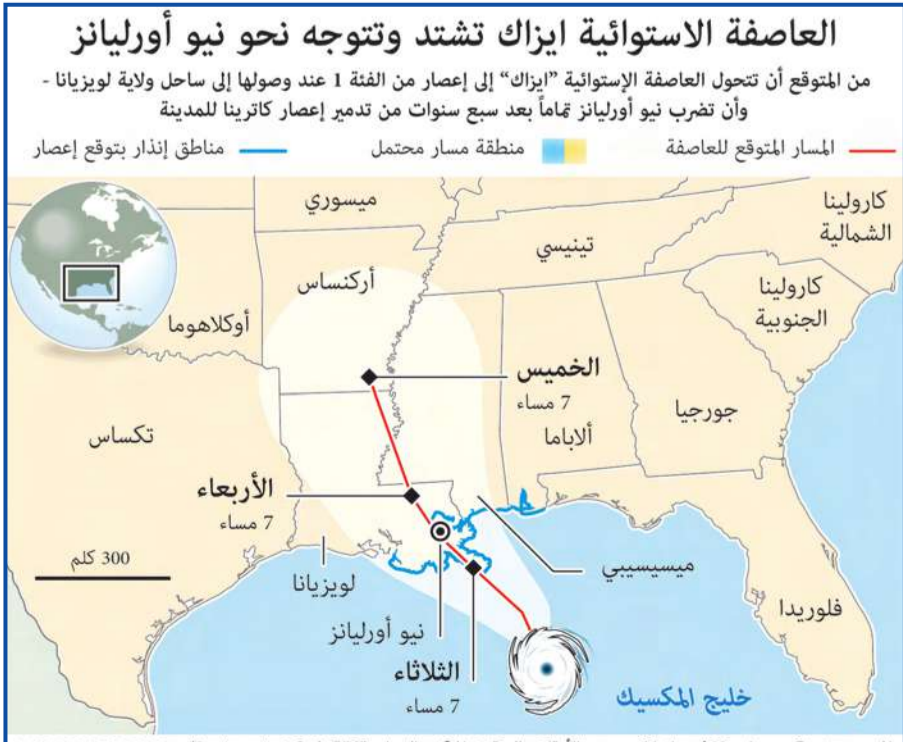 العاصفة الاستوائية ايزاك تشتد وتتوجه نحو نيو أورليانز
من المتوقع أن تتحول العاصفة الإستوائية "ايزاك" إلى إعصار من الفئة 1 عند وصولها إلى ساحل ولاية لويزيانا -
وأن تضرب نيو أورليانز تماماً بعد سبع سنوات من تدمير إعصار كاترينا للمدينة
المسار المتوقع للعاصفة
منطقة مسار محتمل
مناطق إنذار بتوقع إعصار
كارولينا
الشمالية
ميسوري
تينيسي
أركنساس
كارولينا
الجنوبية
أوكلاهوما
الخميس
7 مساء
جورجيا
ألاباما
تكساس
الأربعاء
7 مساء
300 كلم
ميسيسيبي
لويزيانا
فلوريدا
نيو أورليانز
الثلاثاء
7 مساء
خليج المكسيك